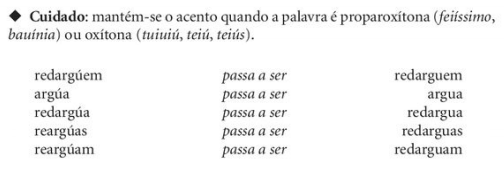 ◆ Cuidado: mantém-se o acento quando a palavra é proparoxítona (feiíssimo,
bauínia) ou oxítona (tuiuiú, teiú, teiús).
redargúem passa a ser redarguem
argúa passa a ser argua
redargúa passa a ser redargua
reargúas passa a ser redarguas
reargúam passa a ser redarguam